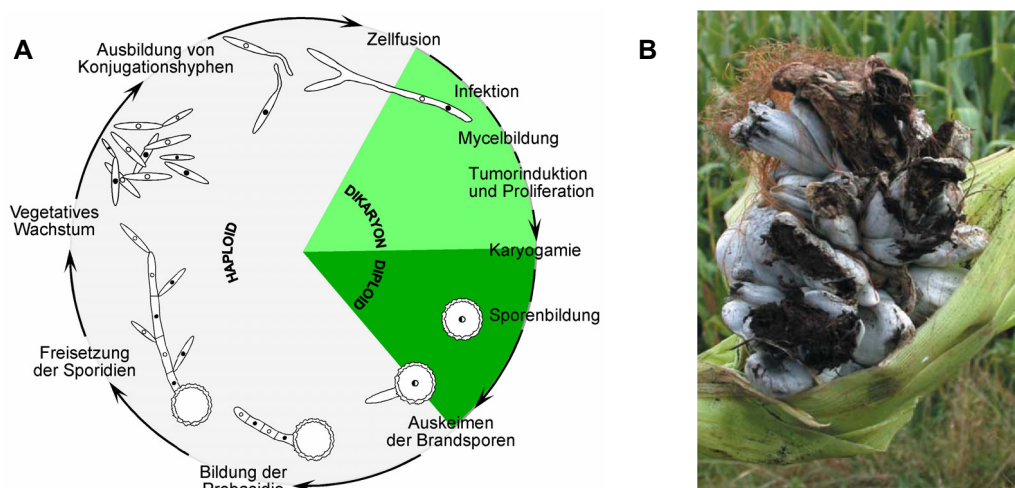 A
B
Zellfusion
Infektion
Mycelbildung
Tumorinduktion
und Proliferation
Karyogamie
Sporenbildung
Auskeimen
der Brandsporen
Bildung der
Probasidie
Freisetzung
der Sporidien
Vegetatives
Wachstum
Ausbildung von
Konjugationshyphen
DIKARYON
DIPLOID
HAPLOID